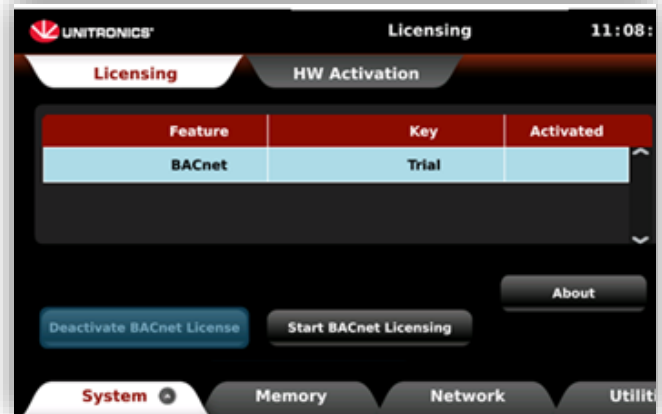 UNITRONICS® Licensing 11:08:
Licensing HW Activation
Feature Key Activated
BACnet Trial
About
Deactivate BACnet License Start BACnet Licensing
System Memory Network Utiliti